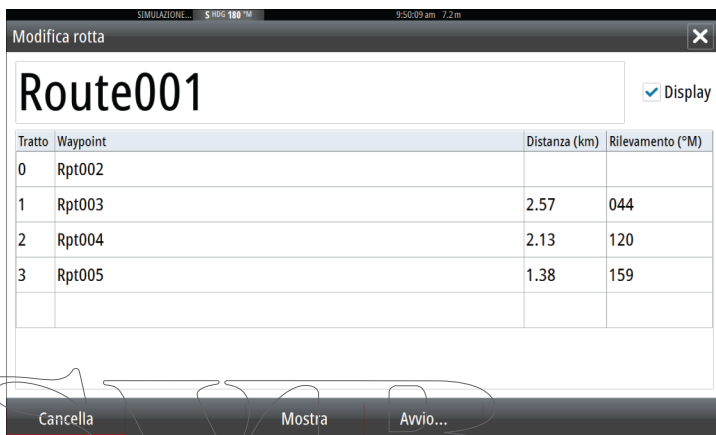 SIMULAZIONE... S HDG 180 °M 9:50:09 am 7.2 m
Modifica rotta
Route001 Display
Tratto Waypoint Distanza (km) Rilevamento (°M)
0 Rpt002
1 Rpt003 2.57 044
2 Rpt004 2.13 120
3 Rpt005 1.38 159
Cancella Mostra Avvio...